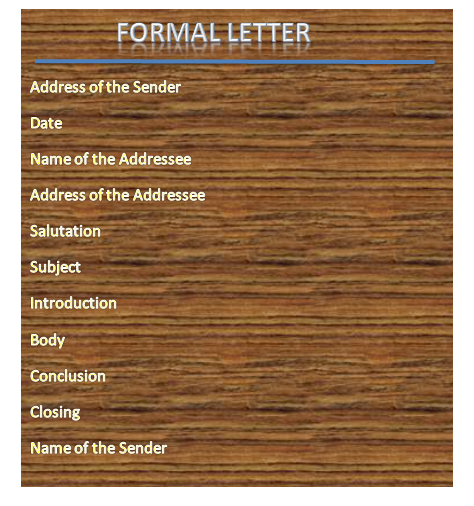 FORMAL LETTER
Address of the Sender
Date
Name of the Addressee
Address of the Addressee
Salutation
Subject
Introduction
Body
Conclusion
Closing
Name of the Sender